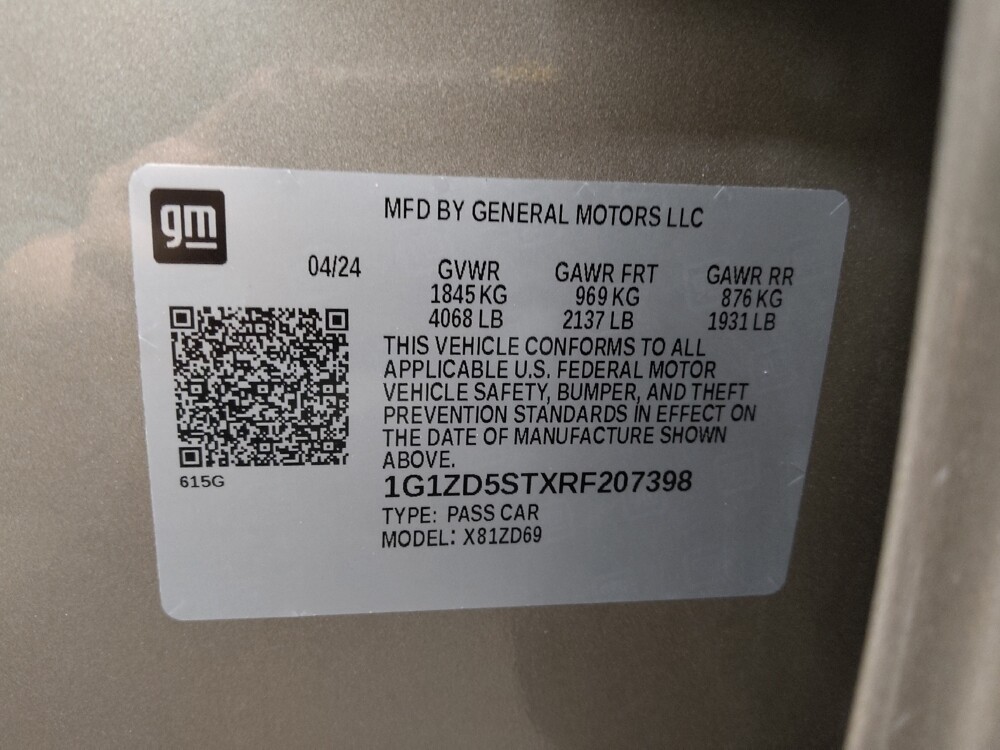 gm
MFD BY GENERAL MOTORS LLC
04/24 GVWR GAWR FRT GAWR RR
1845 KG 969 KG 876 KG
4068 LB 2137 LB 1931 LB
THIS VEHICLE CONFORMS TO ALL
APPLICABLE U.S. FEDERAL MOTOR
VEHICLE SAFETY, BUMPER, AND THEFT
PREVENTION STANDARDS IN EFFECT ON
THE DATE OF MANUFACTURE SHOWN
ABOVE.
615G
1G1ZD5STXRF207398
TYPE: PASS CAR
MODEL: X81ZD69